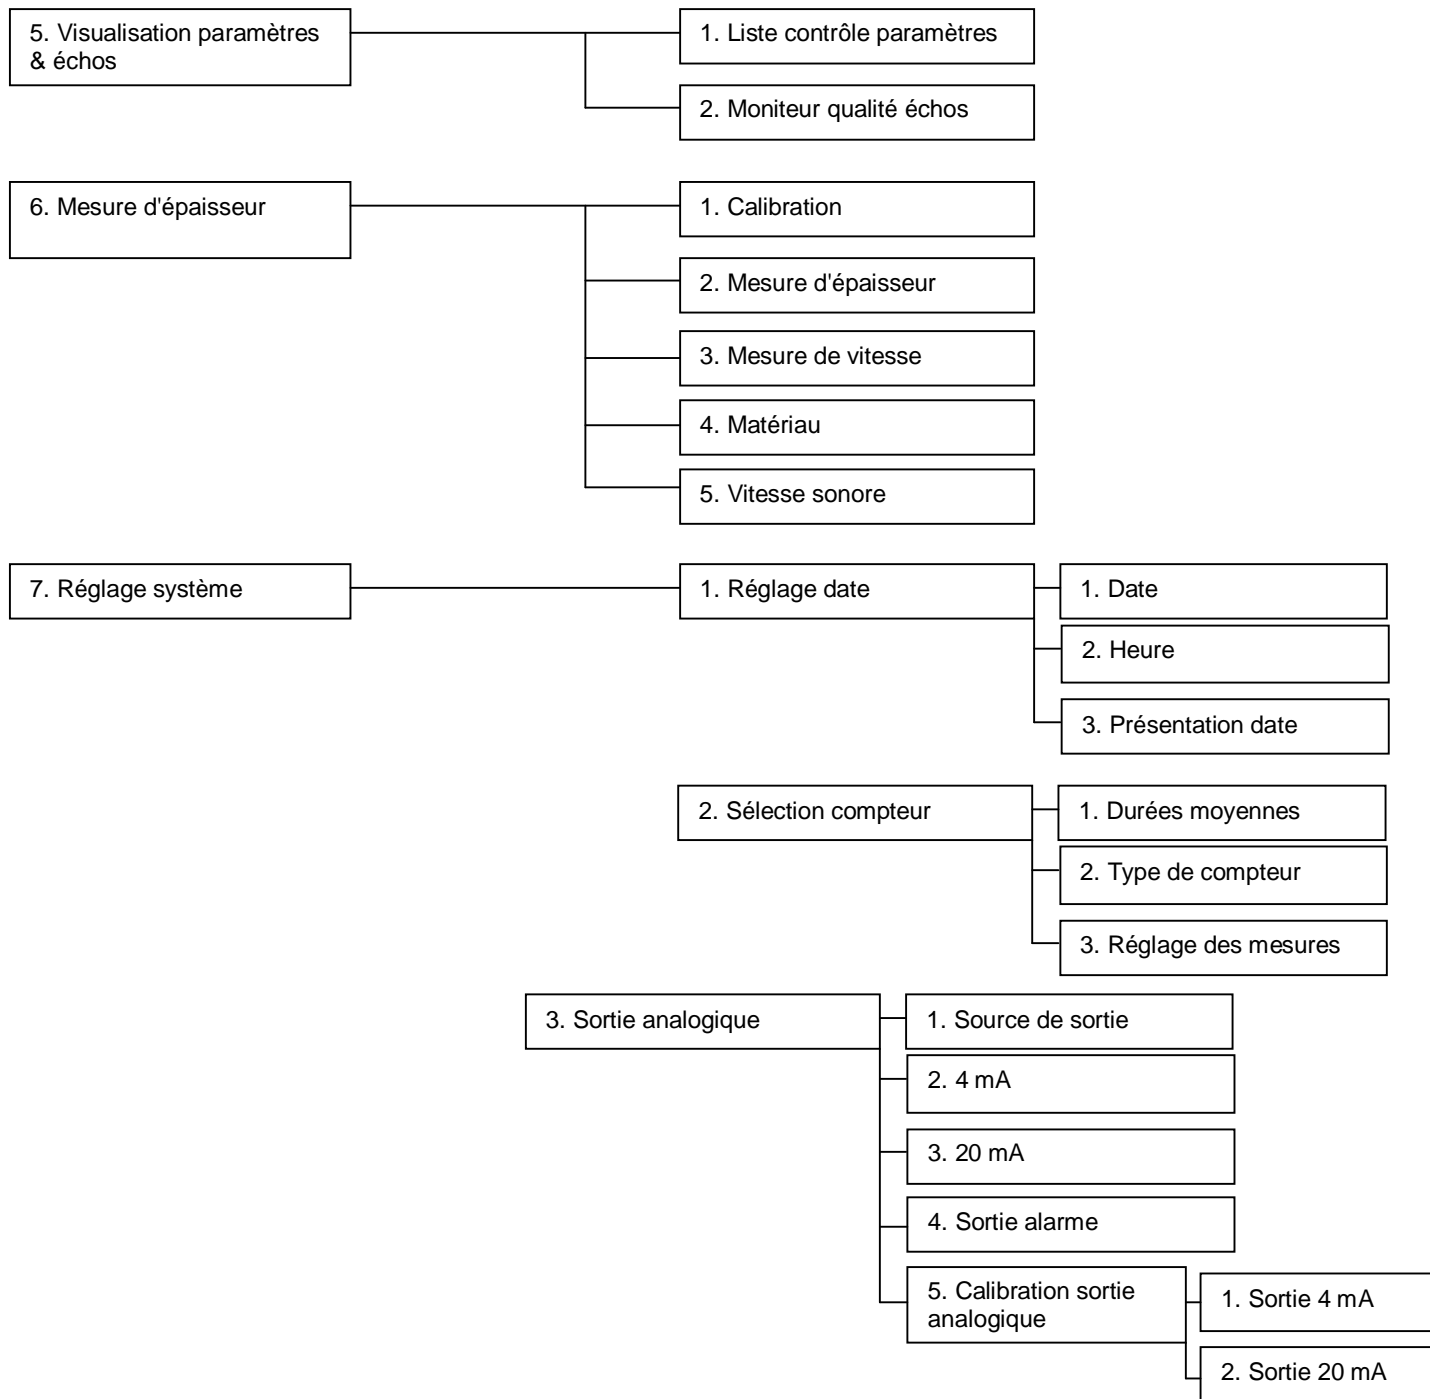 5. Visualisation paramètres
& échos
1. Liste contrôle paramètres
2. Moniteur qualité échos
6. Mesure d'épaisseur
1. Calibration
2. Mesure d'épaisseur
3. Mesure de vitesse
4. Matériau
5. Vitesse sonore
7. Réglage système
1. Réglage date
1. Date
2. Heure
3. Présentation date
2. Sélection compteur
1. Durées moyennes
2. Type de compteur
3. Réglage des mesures
3. Sortie analogique
1. Source de sortie
2. 4 mA
3. 20 mA
4. Sortie alarme
5. Calibration sortie
analogique
1. Sortie 4 mA
2. Sortie 20 mA